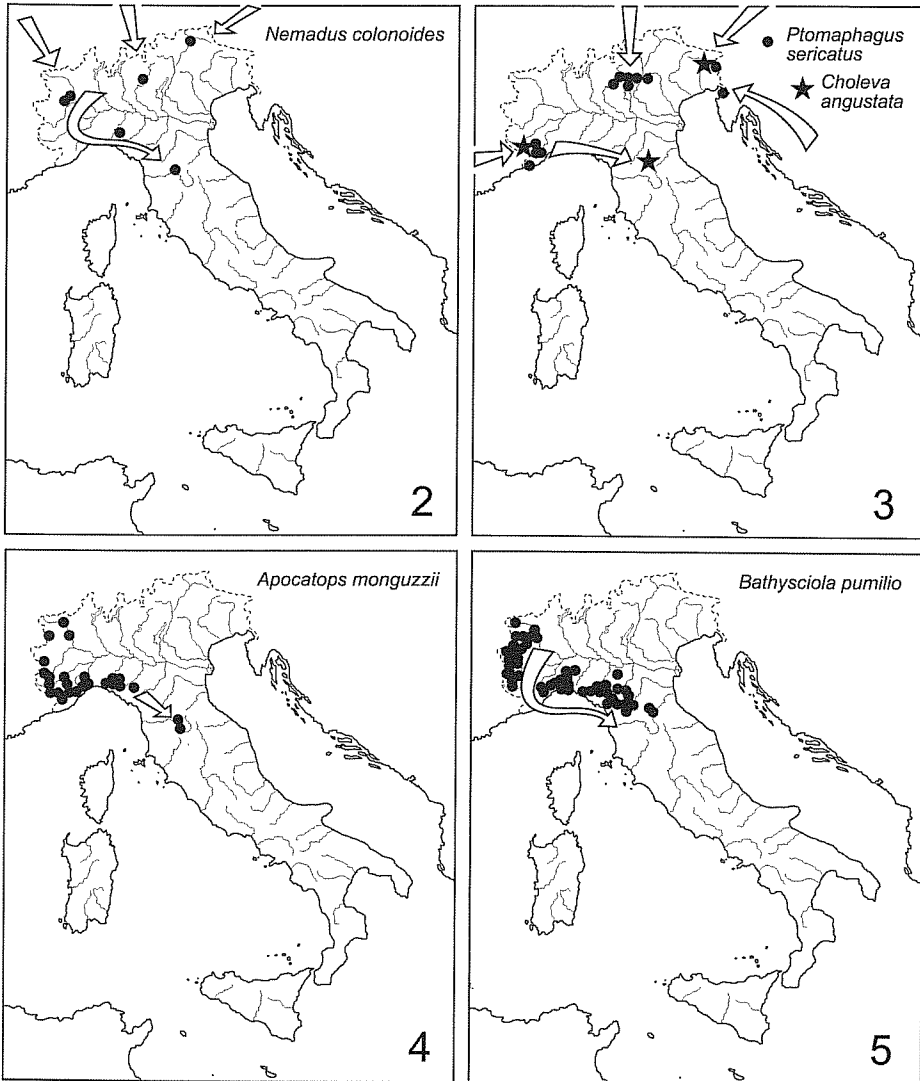 Nemadus colonoides
2
Ptomaphagus
sericatus
Choleva
angustata
3
Apocatops monguzzii
4
Bathysciola pumilio
5